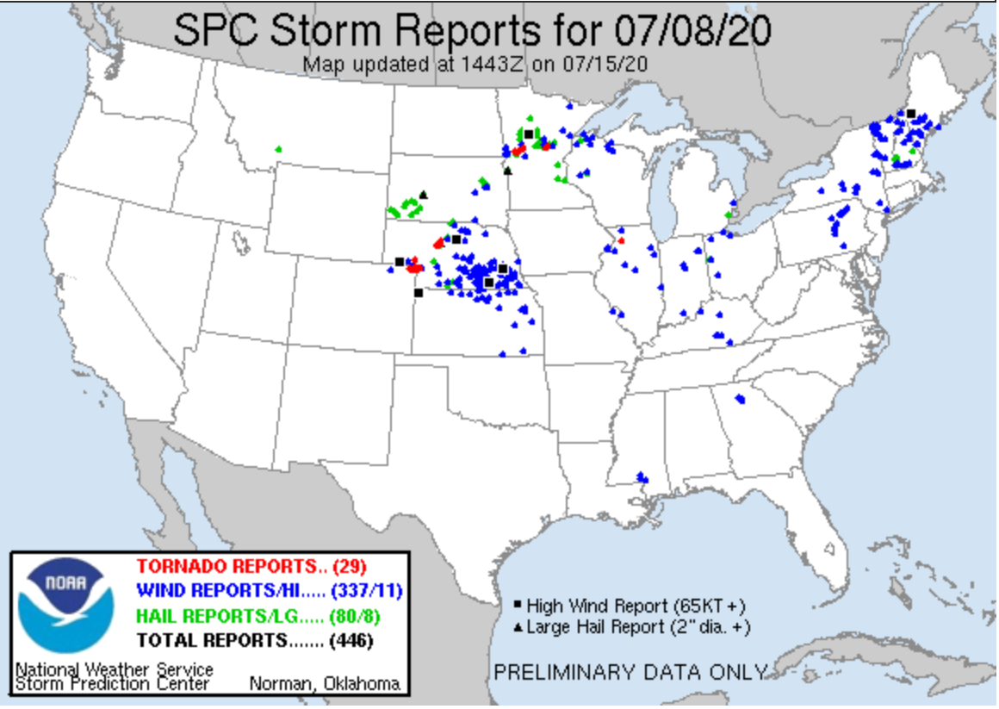 SPC Storm Reports for 07/08/20
Map updated at 1443Z on 07/15/20
NOAA
TORNADO REPORTS.. (29)
WIND REPORTS/HI..... (337/11)
HAIL REPORTS/LG..... (80/8)
TOTAL REPORTS....... (446)
National Weather Service
Storm Prediction Center Norman, Oklahoma
High Wind Report (65KT +)
Large Hail Report (2" dia. +)
PRELIMINARY DATA ONLY